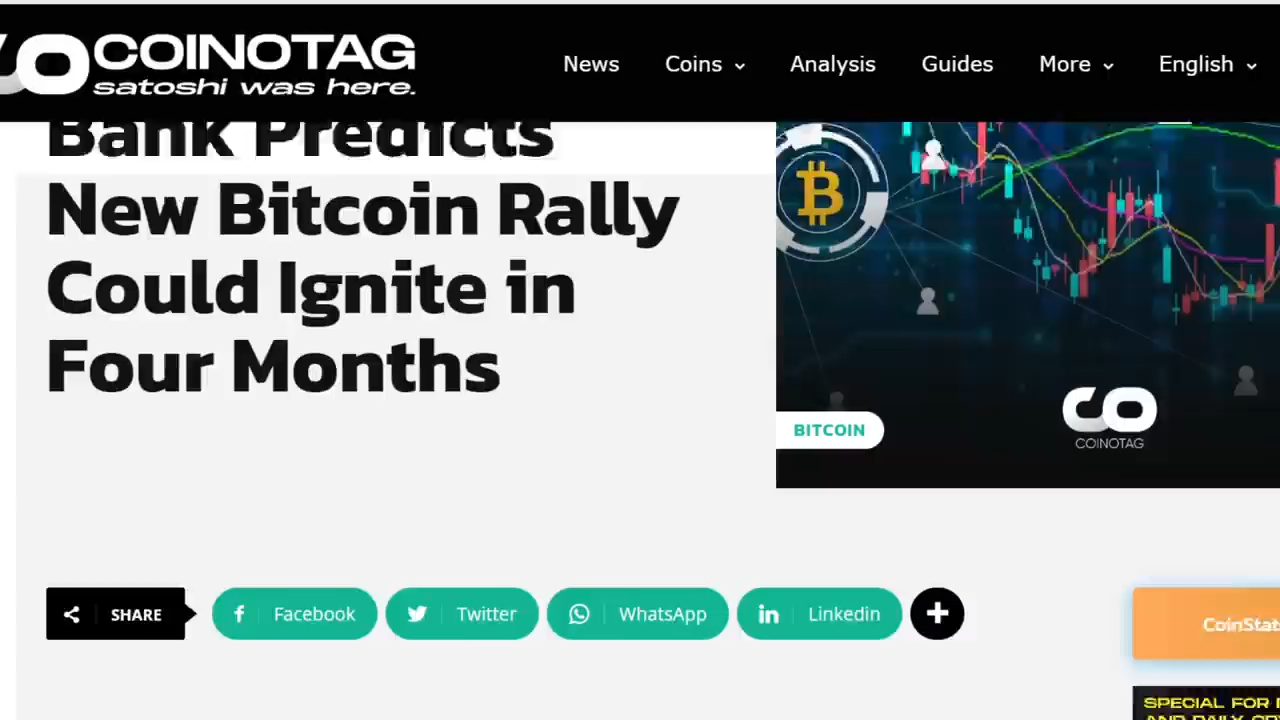 COINOTAG
satoshi was here.
News
Coins
Analysis
Guides
More
English
Bank Predicts
New Bitcoin Rally
Could Ignite in
Four Months
BITCOIN
COINOTAG
SHARE
Facebook
Twitter
WhatsApp
Linkedin
SPECIAL FOR